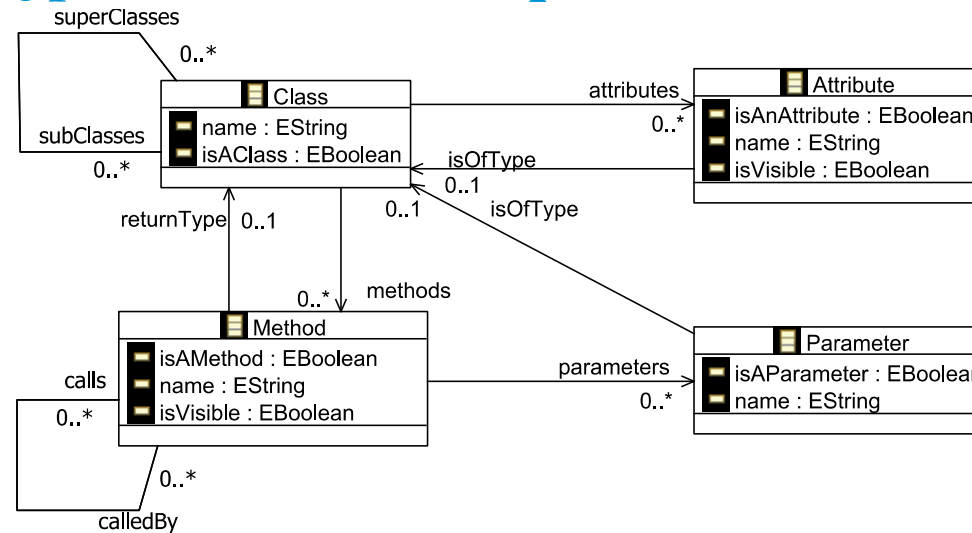 superClasses
0..*
Class
name : EString
isAClass : EBoolean
subClasses
0..*
attributes
0..*
Attribute
isAnAttribute : EBoolean
name : EString
isVisible : EBoolean
isOfType
0..1
0..1
isOfType
returnType
0..1
0..*
methods
Method
isAMethod : EBoolean
name : EString
isVisible : EBoolean
calls
0..*
0..*
calledBy
parameters
0..*
Parameter
isAParameter : EBoolean
name : EString